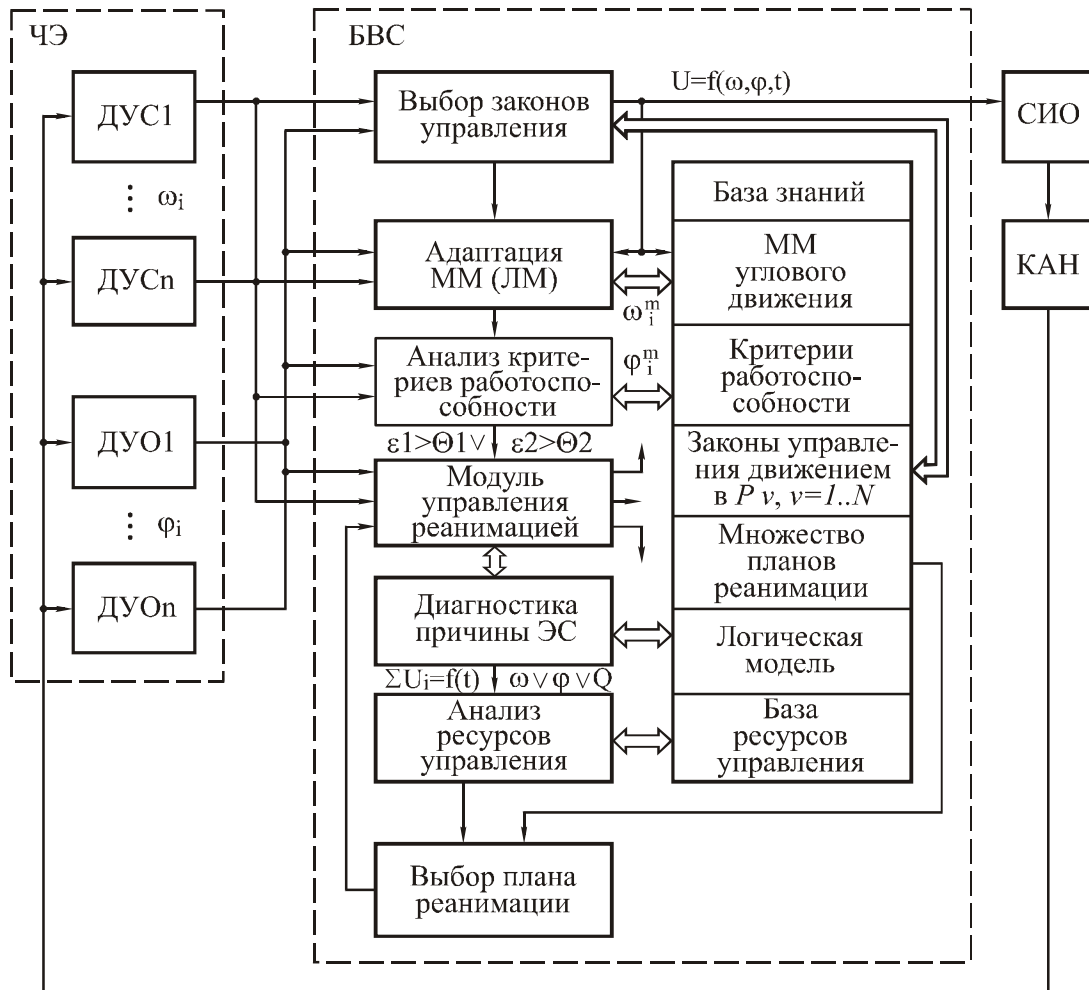 ЧЭ
ДУС1
⋮ ωi
ДУСn
ДУО1
⋮ φi
ДУОn
БВС
Выбор законов
управления
Адаптация
ММ (ЛМ)
Анализ крите-
риев работоспо-
собности
ε1>Θ1∨ ε2>Θ2
Модуль
управления
реанимацией
Диагностика
причины ЭС
ΣUi=f(t) ω∨φ∨Q
Анализ
ресурсов
управления
Выбор плана
реанимации
U=f(ω,φ,t)
ω_i^m
φ_i^m
База знаний
ММ
углового
движения
Критерии
работоспо-
собности
Законы управле-
ния движением
в P v, v=1..N
Множество
планов
реанимации
Логическая
модель
База
ресурсов
управления
СИО
КАН